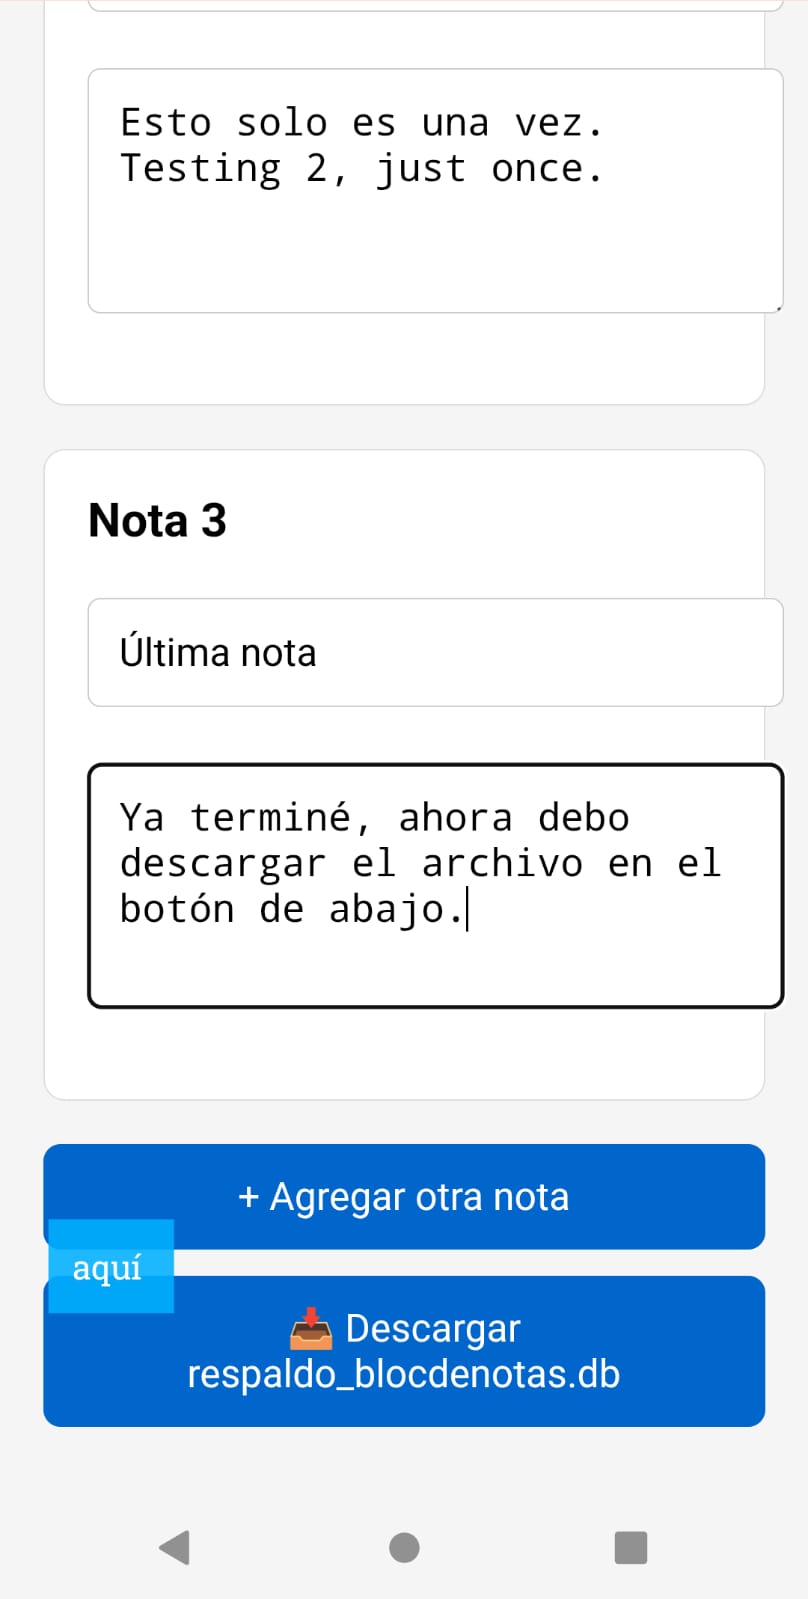 Esto solo es una vez.
Testing 2, just once.
Nota 3
Última nota
Ya terminé, ahora debo
descargar el archivo en el
botón de abajo.
+ Agregar otra nota
aquí
📥 Descargar
respaldo_blocdenotas.db